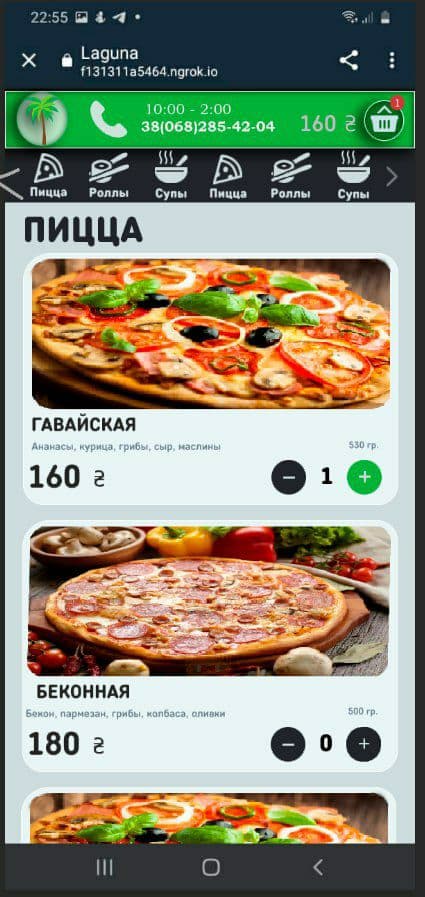 22:55
Laguna
f131311a5464.ngrok.io
10:00 - 2:00
38(068)285-42-04
160 ₴
1
Пицца Роллы Супы Пицца Роллы Супы
ПИЦЦА
ГАВАЙСКАЯ
Ананасы, курица, грибы, сыр, маслины
530 гр.
160 ₴
1
БЕКОННАЯ
Бекон, пармезан, грибы, колбаса, оливки
500 гр.
180 ₴
0